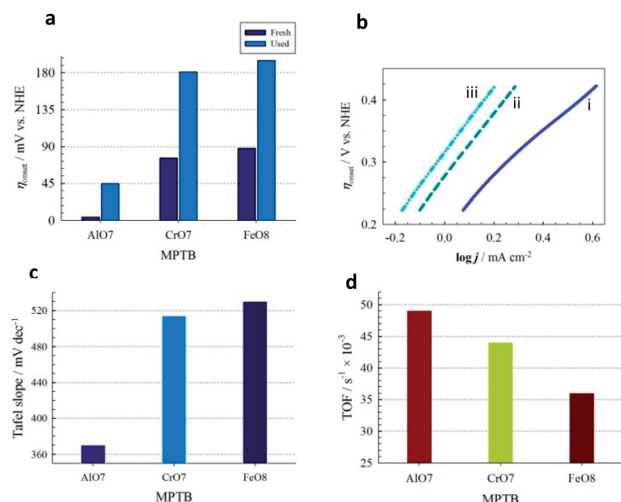 a
Fresh
Used
η onset / mV vs. NHE
180
135
90
45
0
AlO7 CrO7 FeO8
MPTB
b
η onset / V vs. NHE
0.4
0.3
0.2
iii
ii
i
-0.2 0.0 0.2 0.4 0.6
log j / mA cm-2
c
Tafel slope / mV dec−1
520
480
440
400
360
AlO7 CrO7 FeO8
MPTB
d
TOF / s−1 × 10−3
50
45
40
35
30
25
AlO7 CrO7 FeO8
MPTB